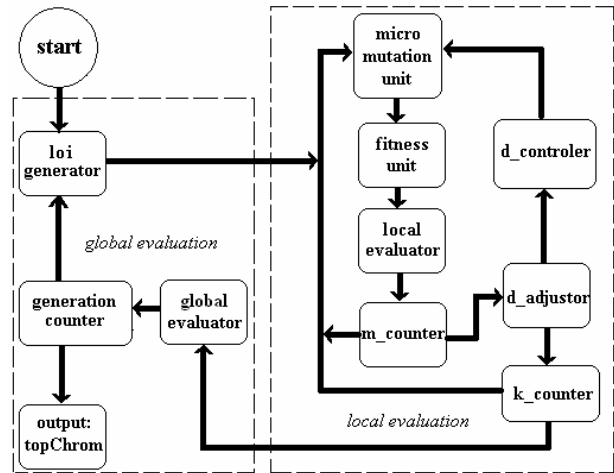 start
loi
generator
global evaluation
generation
counter
global
evaluator
output:
topChrom
micro
mutation
unit
fitness
unit
local
evaluator
m_counter
d_controler
d_adjustor
k_counter
local evaluation